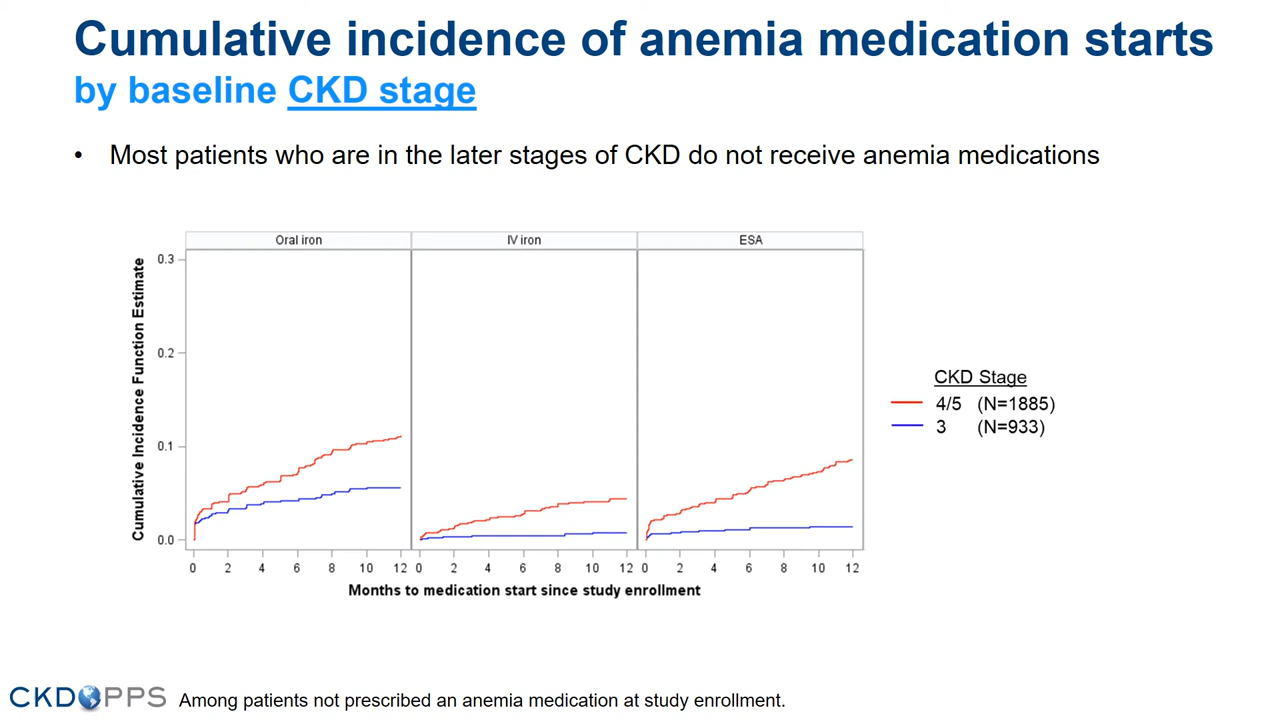 Cumulative incidence of anemia medication starts
by baseline CKD stage
• Most patients who are in the later stages of CKD do not receive anemia medications
Oral iron IV iron ESA
Cumulative Incidence Function Estimate
0.3
0.2
0.1
0.0
0 2 4 6 8 10 12 0 2 4 6 8 10 12 0 2 4 6 8 10 12
Months to medication start since study enrollment
CKD Stage
4/5 (N=1885)
3 (N=933)
CKDOPPS
Among patients not prescribed an anemia medication at study enrollment.